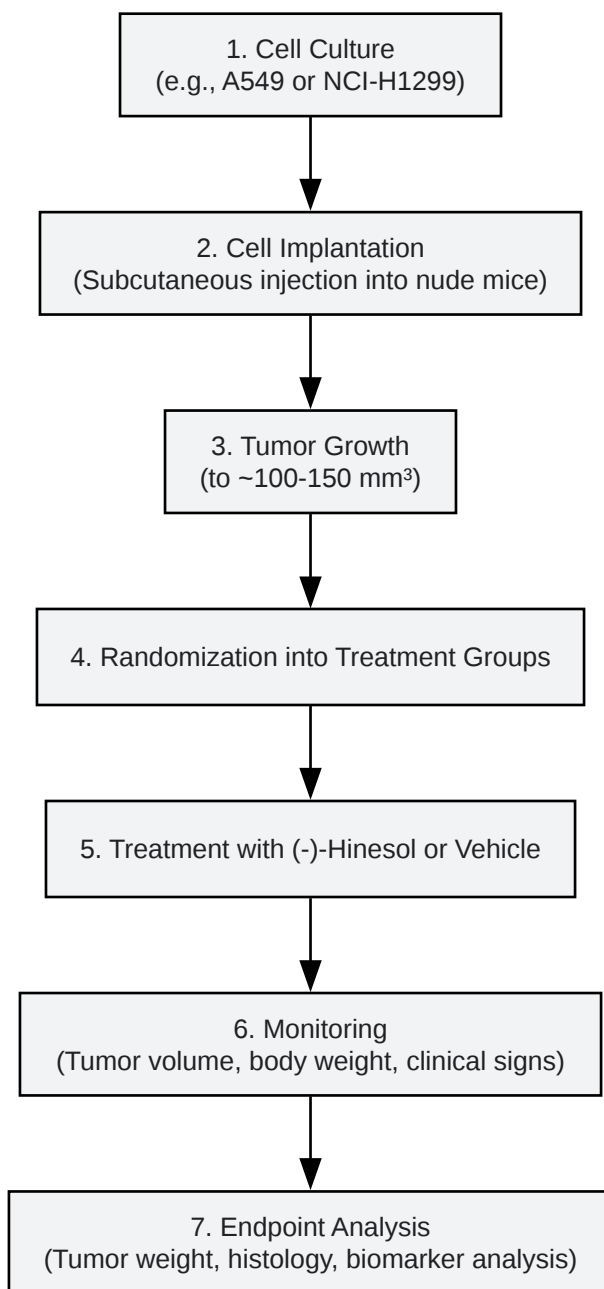 1. Cell Culture
(e.g., A549 or NCI-H1299)
2. Cell Implantation
(Subcutaneous injection into nude mice)
3. Tumor Growth
(to ~100-150 mm³)
4. Randomization into Treatment Groups
5. Treatment with (-)-Hinesol or Vehicle
6. Monitoring
(Tumor volume, body weight, clinical signs)
7. Endpoint Analysis
(Tumor weight, histology, biomarker analysis)